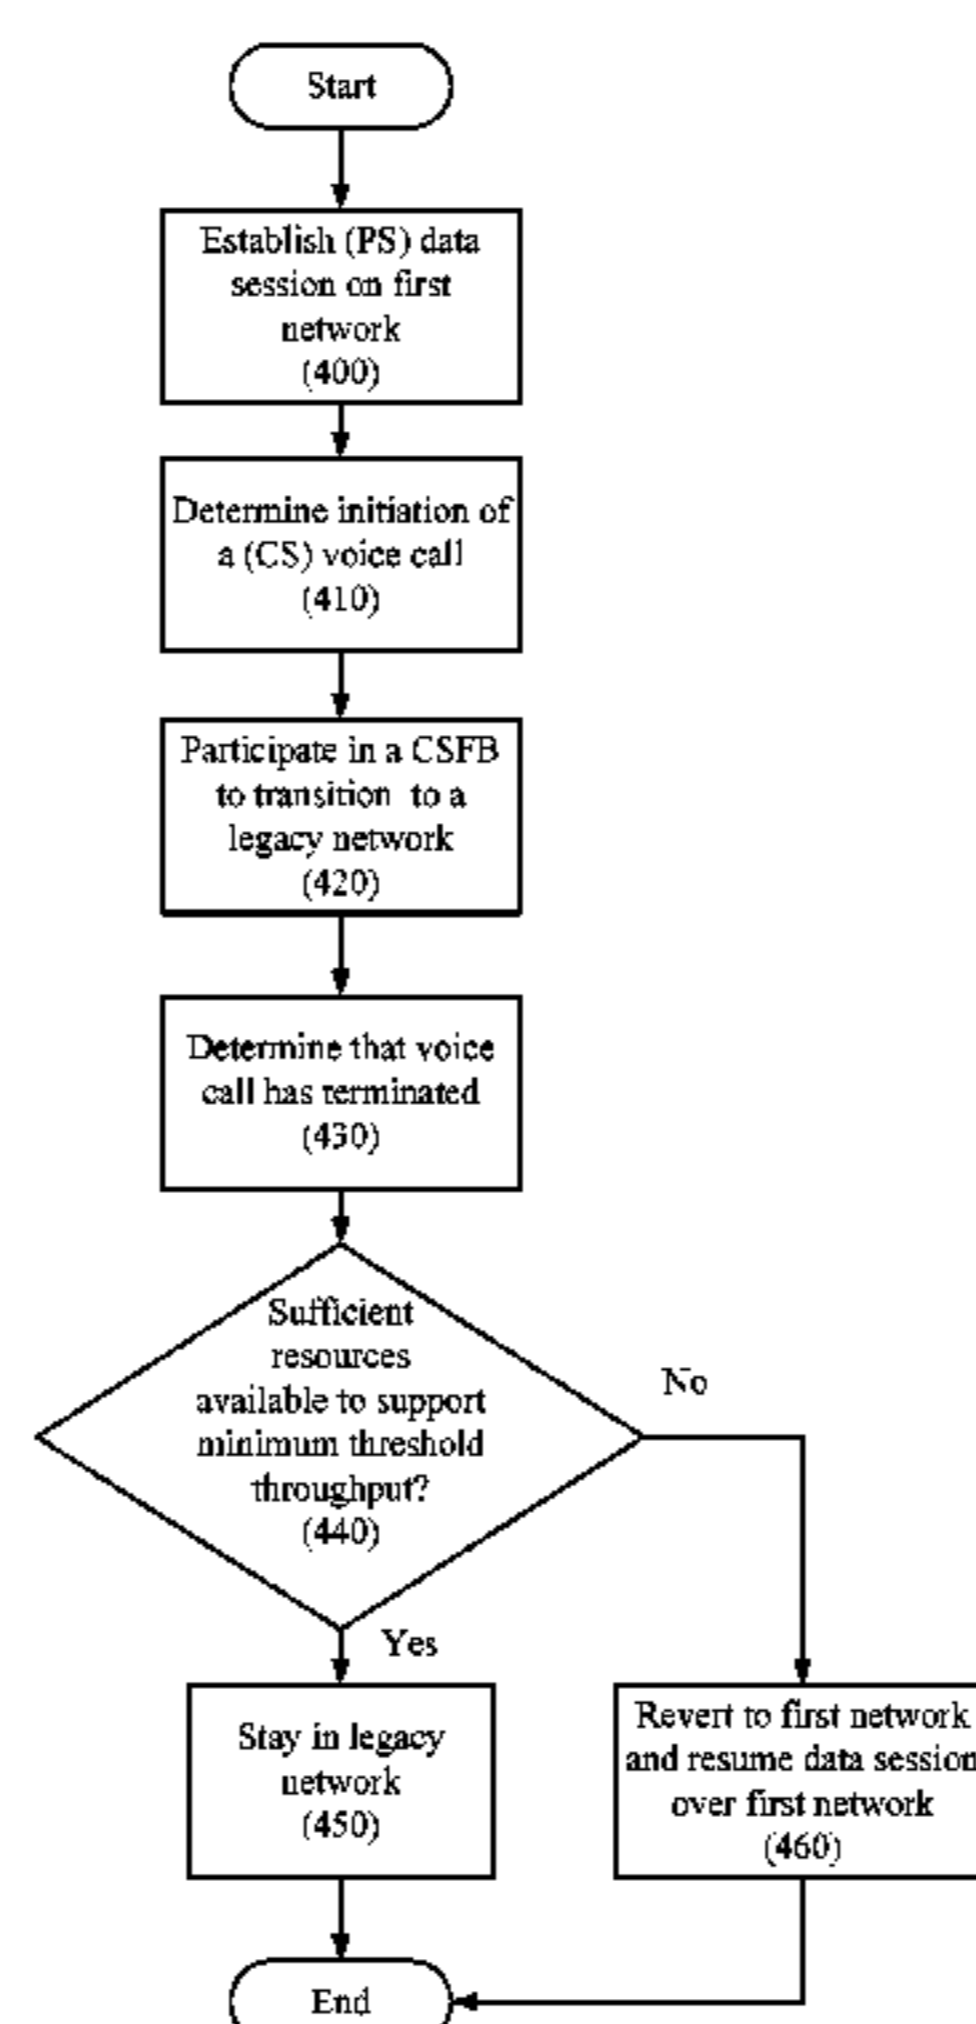 Start
Establish (PS) data
session on first
network
(400)
Determine initiation of
a (CS) voice call
(410)
Participate in a CSFB
to transition to a
legacy network
(420)
Determine that voice
call has terminated
(430)
Sufficient
resources
available to support
minimum threshold
throughput?
(440)
No
Yes
Stay in legacy
network
(450)
Revert to first network
and resume data session
over first network
(460)
End